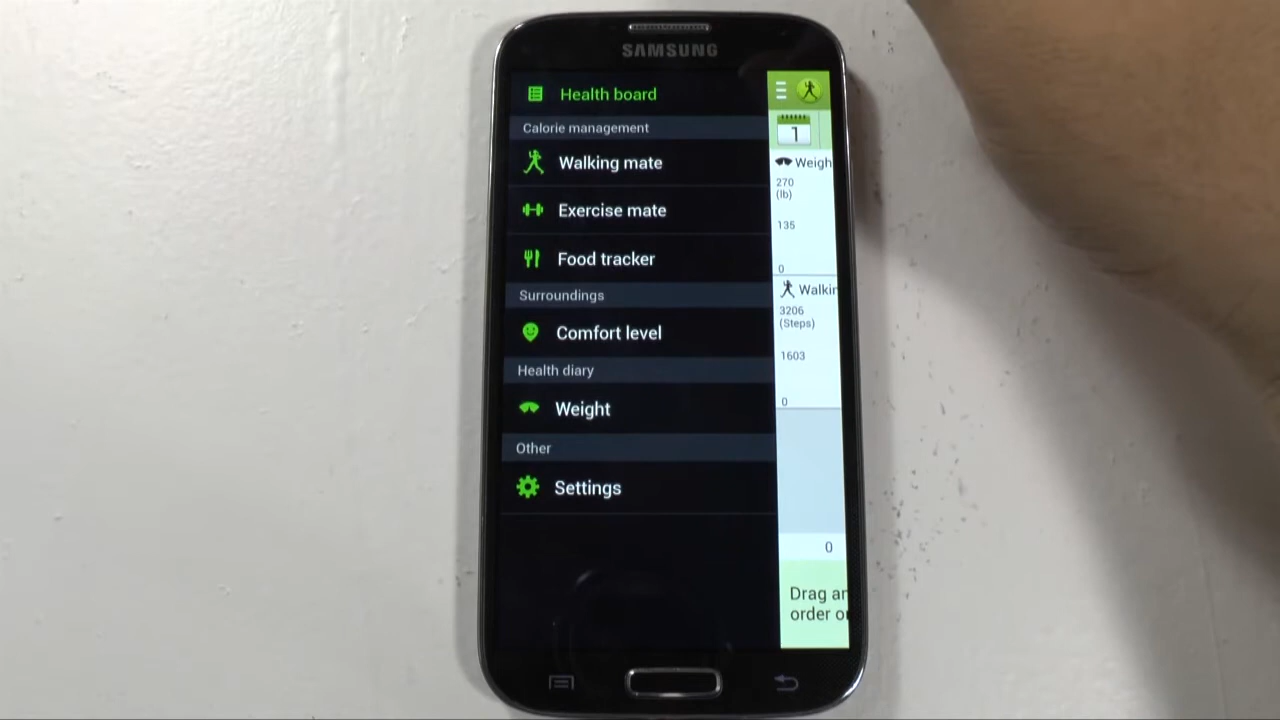 SAMSUNG
Health board
Calorie management
Walking mate
Exercise mate
Food tracker
Surroundings
Comfort level
Health diary
Weight
Other
Settings
1
Weigh
270
(lb)
135
0
Walkin
3206
(Steps)
1603
0
0
Drag an
order o